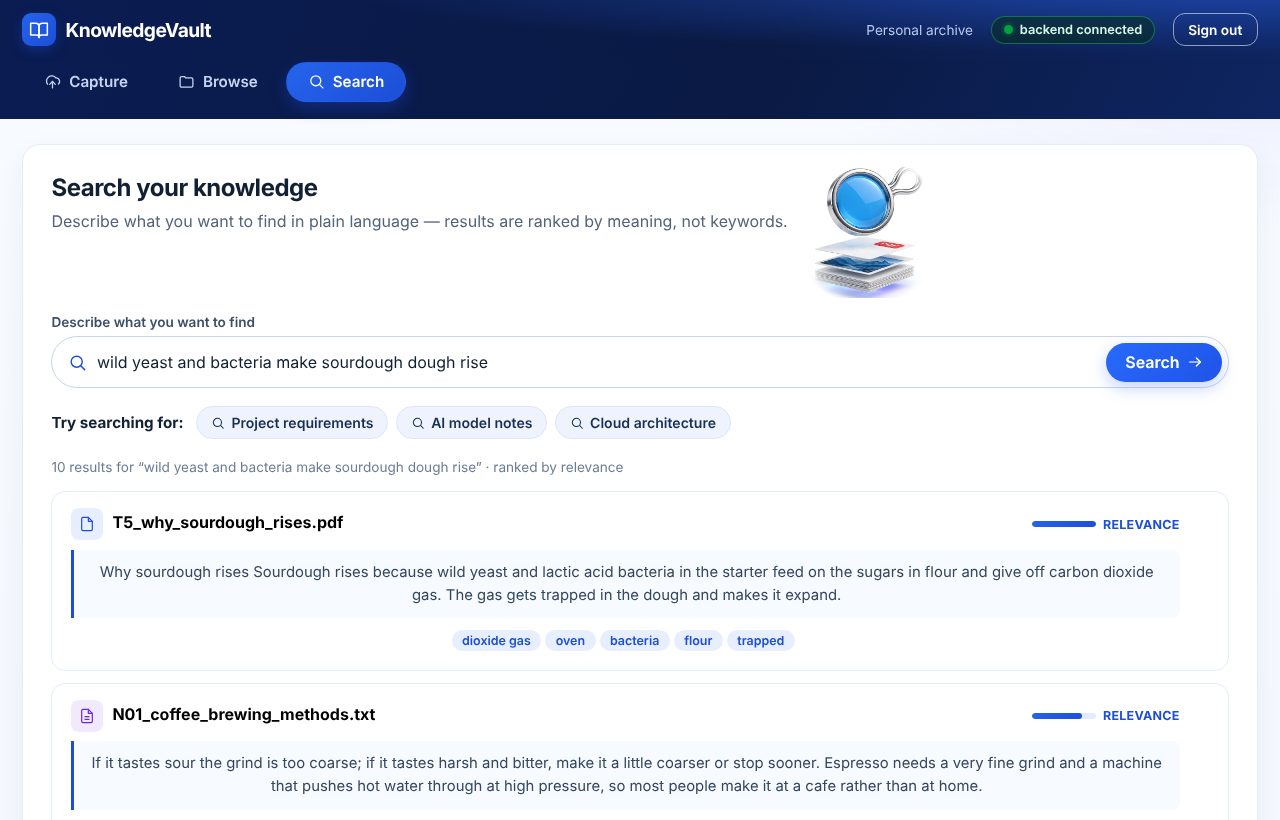 KnowledgeVault
Personal archive
backend connected
Sign out
Capture
Browse
Search
Search your knowledge
Describe what you want to find in plain language — results are ranked by meaning, not keywords.
Describe what you want to find
wild yeast and bacteria make sourdough dough rise
Search
Try searching for:
Project requirements
AI model notes
Cloud architecture
10 results for “wild yeast and bacteria make sourdough dough rise” · ranked by relevance
T5_why_sourdough_rises.pdf
RELEVANCE
Why sourdough rises Sourdough rises because wild yeast and lactic acid bacteria in the starter feed on the sugars in flour and give off carbon dioxide
gas. The gas gets trapped in the dough and makes it expand.
dioxide gas
oven
bacteria
flour
trapped
N01_coffee_brewing_methods.txt
RELEVANCE
If it tastes sour the grind is too coarse; if it tastes harsh and bitter, make it a little coarser or stop sooner. Espresso needs a very fine grind and a machine
that pushes hot water through at high pressure, so most people make it at a cafe rather than at home.